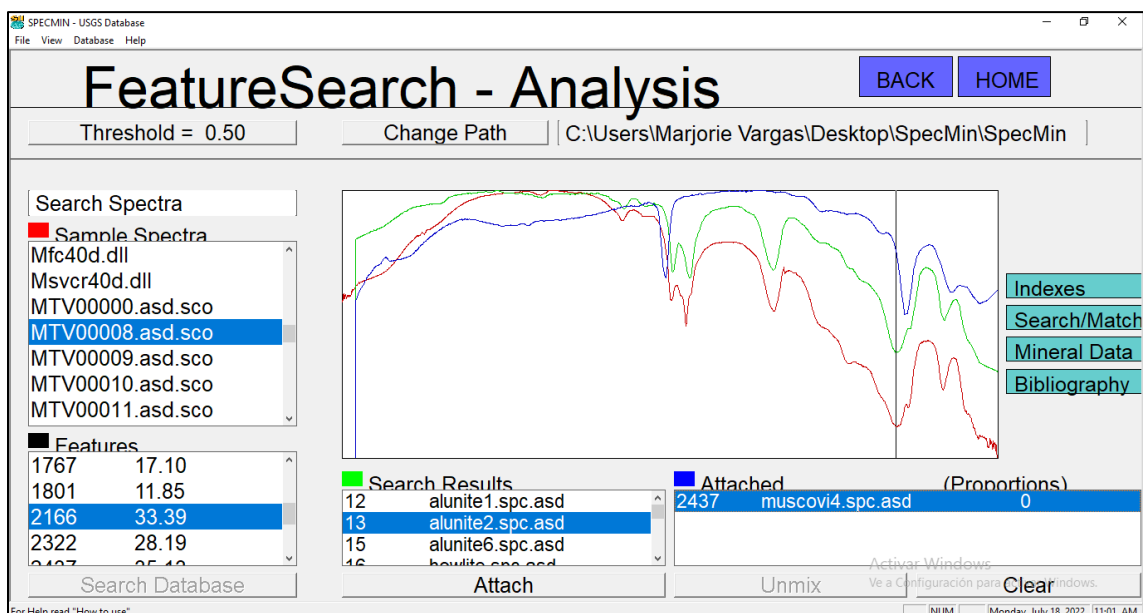 SPECMIN - USGS Database
File View Database Help
FeatureSearch - Analysis
BACK
HOME
Threshold = 0.50
Change Path
C:\Users\Marjorie Vargas\Desktop\SpecMin\SpecMin
Search Spectra
Sample Spectra
Mfc40d.dll
Msvcr40d.dll
MTV00000.asd.sco
MTV00008.asd.sco
MTV00009.asd.sco
MTV00010.asd.sco
MTV00011.asd.sco
Indexes
Search/Match
Mineral Data
Bibliography
Features
1767 17.10
1801 11.85
2166 33.39
2322 28.19
Search Results
12 alunite1.spc.asd
13 alunite2.spc.asd
15 alunite6.spc.asd
16 howlite.spc.asd
Attached (Proportions)
2437 muscovi4.spc.asd 0
Activar Windows
Search Database
Attach
Unmix
Clear
For Help read "How to use"
NUM Monday, July 18, 2022 11:01 AM